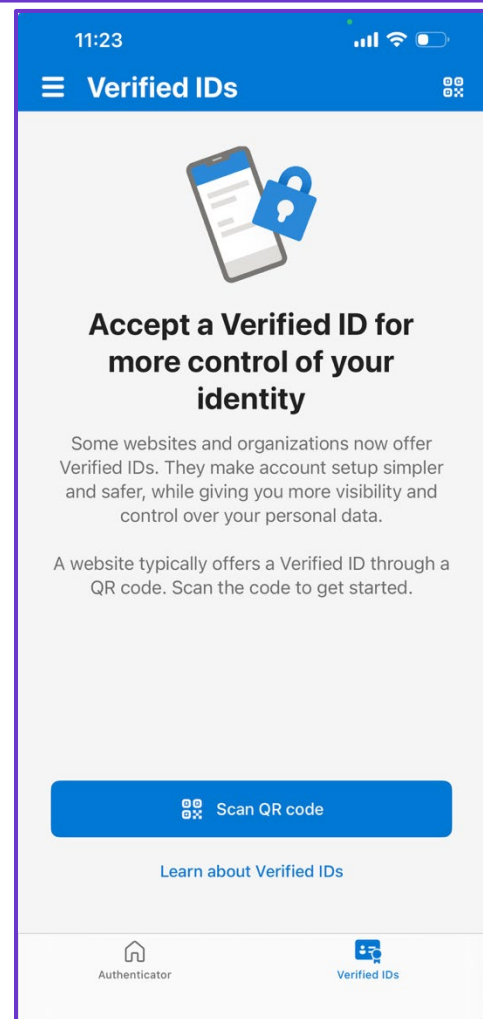 11:23
Verified IDs
Accept a Verified ID for
more control of your
identity
Some websites and organizations now offer
Verified IDs. They make account setup simpler
and safer, while giving you more visibility and
control over your personal data.
A website typically offers a Verified ID through a
QR code. Scan the code to get started.
Scan QR code
Learn about Verified IDs
Authenticator
Verified IDs